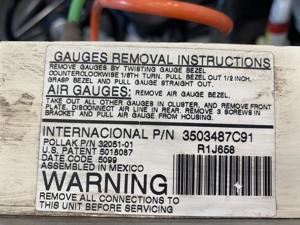 GAUGES REMOVAL INSTRUCTIONS
REMOVE GAUGES BY TWISTING GAUGE BEZEL
COUNTERCLOCKWISE 1/8TH TURN. PULL BEZEL OUT 1/2 INCH.
GRASP BEZEL AND PULL GAUGE FROM CLUSTER.
AIR GAUGES: REMOVE AIR GAUGE BEZEL,
TAKE OUT ALL OTHER GAUGES IN CLUSTER, AND REMOVE FRONT
PLATE. DISCONNECT AIR LINE IN REAR. REMOVE 3 SCREWS IN
BRACKET AND PULL AIR GAUGE FROM HOUSING.
INTERNACIONAL P/N 3503487C91
POLLAK P/N 32051-01 R1J658
U.S. PATENT 5018087
DATE CODE 5099
ASSEMBLED IN MEXICO
WARNING
REMOVE ALL CONNECTIONS TO
THIS UNIT BEFORE SERVICING